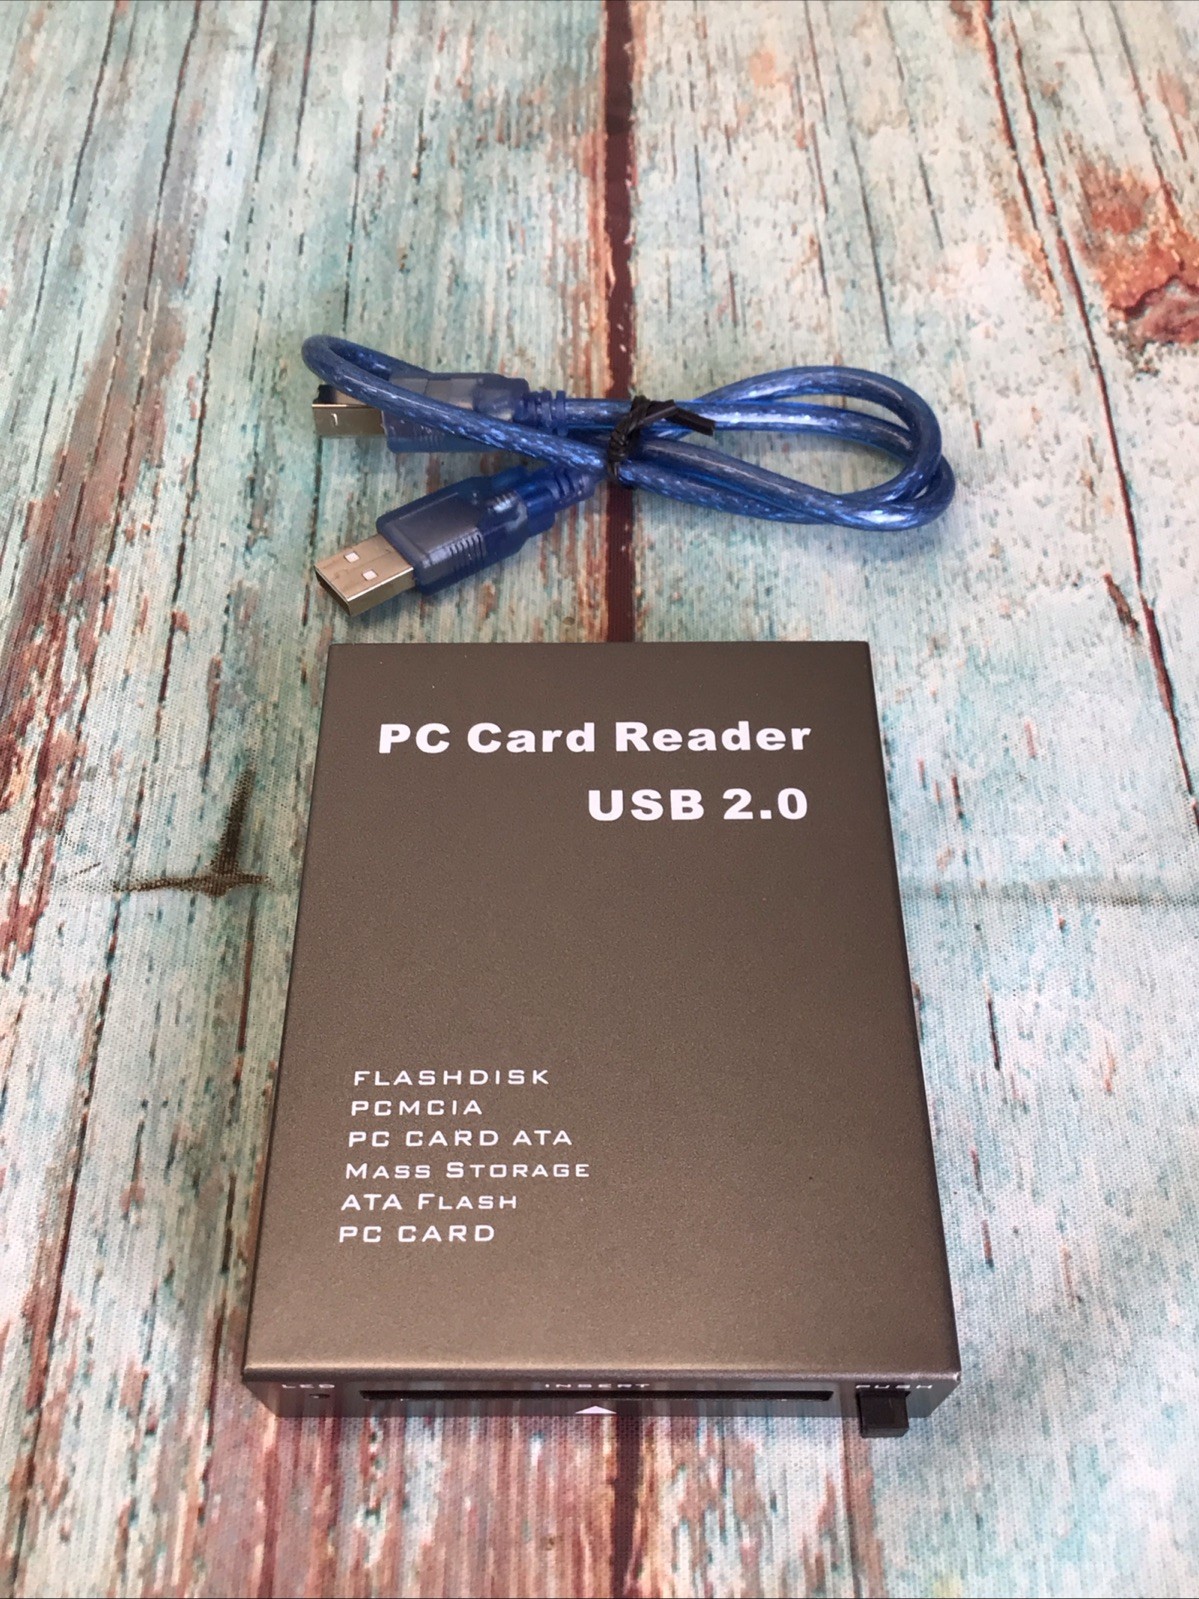 PC Card Reader
USB 2.0
FLASHDISK
PCMCIA
PC CARD ATA
MASS STORAGE
ATA FLASH
PC CARD
LED INSERT PUSH